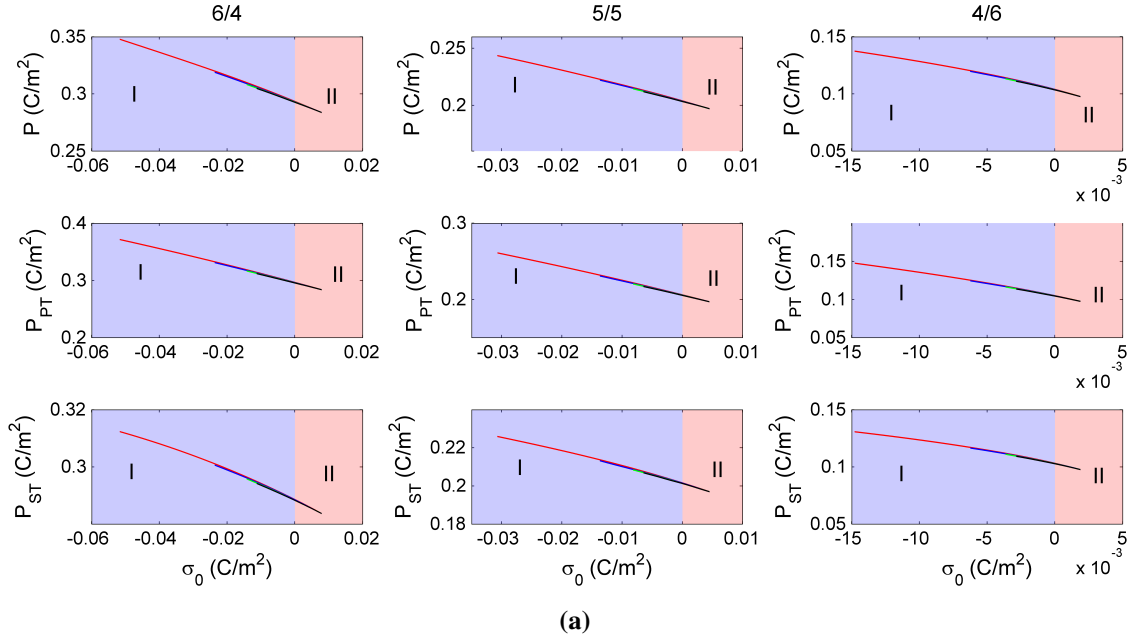 6/4 5/5 4/6
P (C/m²)
0.35
0.3
0.25
I
II
-0.06 -0.04 -0.02 0 0.02
P (C/m²)
0.25
0.2
I
II
-0.03 -0.02 -0.01 0 0.01
P (C/m²)
0.15
0.1
0.05
I
II
-15 -10 -5 0 5
x 10⁻³
P_PT (C/m²)
0.4
0.3
0.2
I
II
-0.06 -0.04 -0.02 0 0.02
P_PT (C/m²)
0.3
0.2
I
II
-0.03 -0.02 -0.01 0 0.01
P_PT (C/m²)
0.15
0.1
0.05
I
II
-15 -10 -5 0 5
x 10⁻³
P_ST (C/m²)
0.32
0.3
I
II
-0.06 -0.04 -0.02 0 0.02
σ₀ (C/m²)
P_ST (C/m²)
0.22
0.2
0.18
I
II
-0.03 -0.02 -0.01 0 0.01
σ₀ (C/m²)
P_ST (C/m²)
0.15
0.1
0.05
I
II
-15 -10 -5 0 5
x 10⁻³
σ₀ (C/m²)
(a)